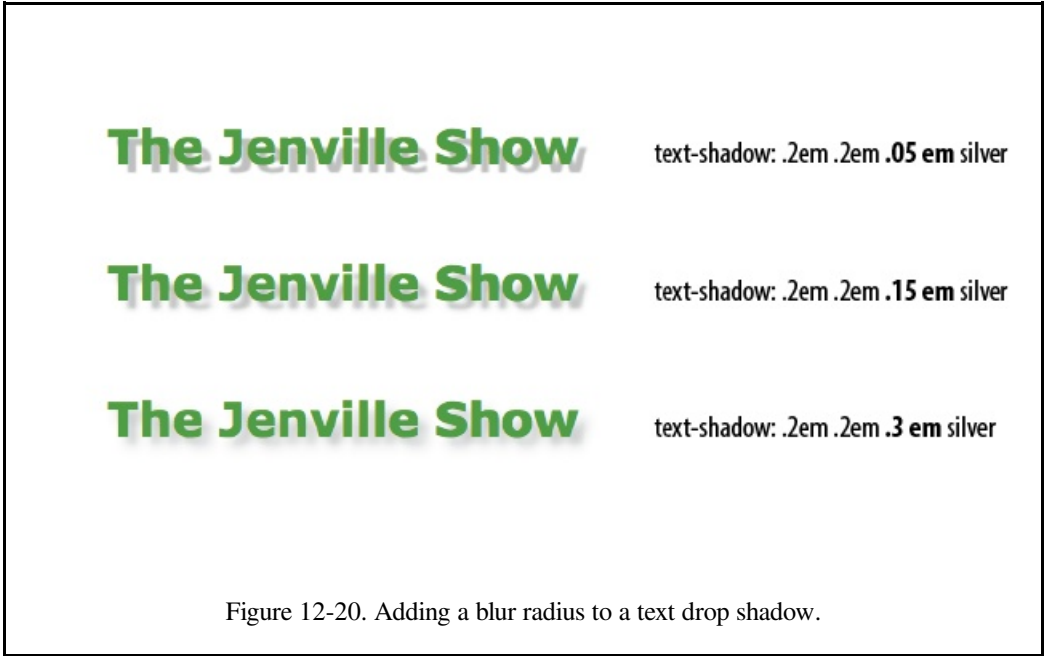 The Jenville Show
text-shadow: .2em .2em .05 em silver
The Jenville Show
text-shadow: .2em .2em .15 em silver
The Jenville Show
text-shadow: .2em .2em .3 em silver
Figure 12-20. Adding a blur radius to a text drop shadow.